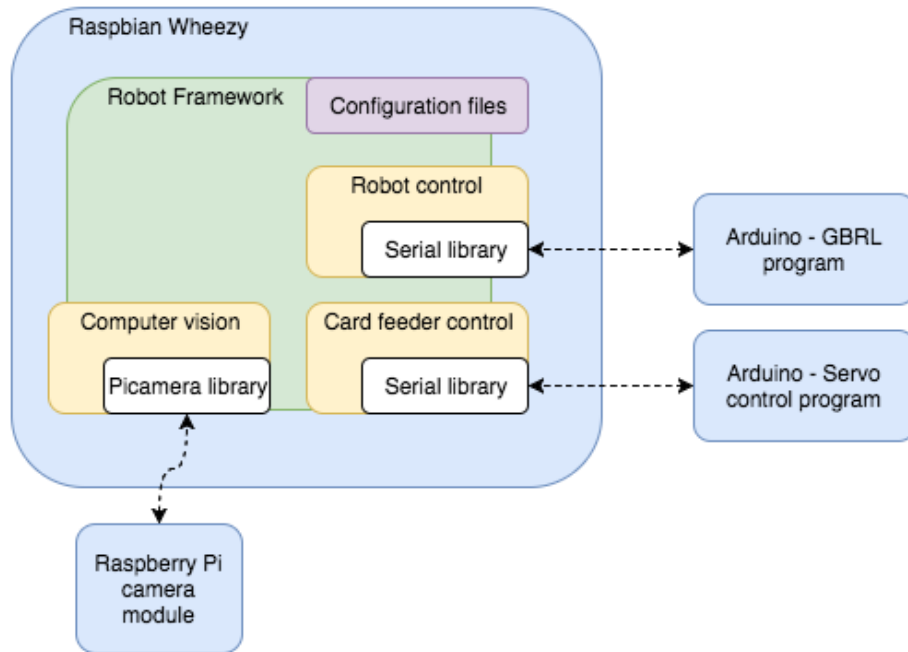 Raspbian Wheezy
Robot Framework
Configuration files
Robot control
Serial library
Arduino - GBRL
program
Computer vision
Picamera library
Card feeder control
Serial library
Arduino - Servo
control program
Raspberry Pi
camera
module